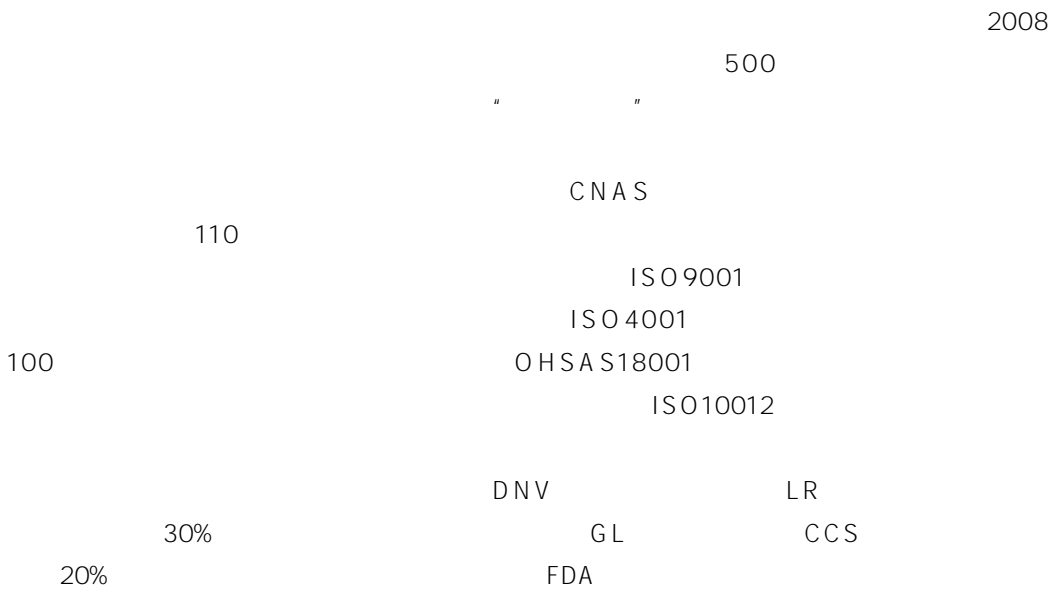 2008
500
“ ”
CNAS
110
ISO9001
ISO4001
100 OHSAS18001
ISO10012
DNV LR
30% GL CCS
20% FDA